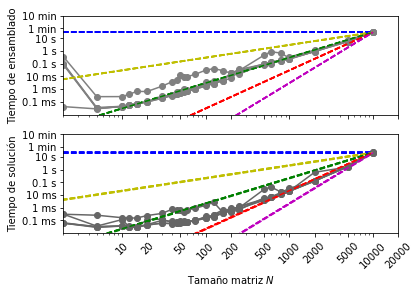 Tiempo de ensamblado
10 min
1 min
10 s
1 s
0.1 s
10 ms
1 ms
0.1 ms
Tiempo de solución
10 min
1 min
10 s
1 s
0.1 s
10 ms
1 ms
0.1 ms
10 20 50 100 200 500 1000 2000 5000 10000 20000
Tamaño matriz N